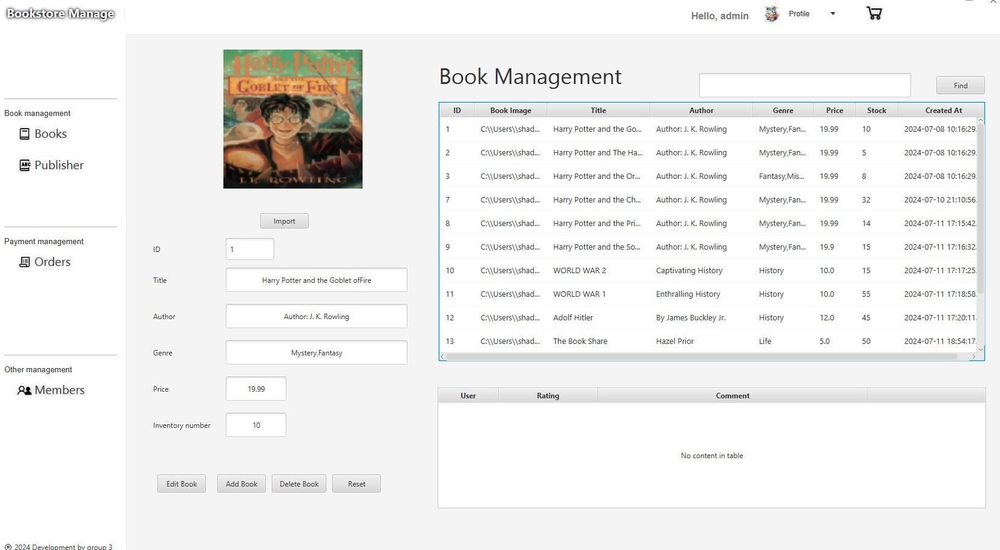 Bookstore Manage
Hello, admin
Profile
Book management
Books
Publisher
Payment management
Orders
Other management
Members
® 2024 Development by group 3
Harry Potter
AND THE
GOBLET OF FIRE
J.K. ROWLING
Import
ID 1
Title Harry Potter and the Goblet ofFire
Author Author: J. K. Rowling
Genre Mystery,Fantasy
Price 19.99
Inventory number 10
Edit Book Add Book Delete Book Reset
Book Management
Find
ID Book Image Title Author Genre Price Stock Created At
1 C:\\Users\\shad... Harry Potter and the Go... Author: J. K. Rowling Mystery,Fan... 19.99 10 2024-07-08 10:16:29.
2 C:\\Users\\shad... Harry Potter and The Ha... Author: J. K. Rowling Mystery,Fan... 19.99 5 2024-07-08 10:16:29.
3 C:\\Users\\shad... Harry Potter and the Or... Author: J. K. Rowling Fantasy,Mis... 19.99 8 2024-07-08 10:16:29.
7 C:\\Users\\shad... Harry Potter and the Ch... Author: J. K. Rowling Mystery,Fan... 19.99 32 2024-07-10 21:10:56.
8 C:\\Users\\shad... Harry Potter and the Pri... Author: J. K. Rowling Mystery,Fan... 19.99 14 2024-07-11 17:15:42.
9 C:\\Users\\shad... Harry Potter and the So... Author: J. K. Rowling Mystery,Fan... 19.9 15 2024-07-11 17:16:32.
10 C:\\Users\\shad... WORLD WAR 2 Captivating History History 10.0 15 2024-07-11 17:17:25.
11 C:\\Users\\shad... WORLD WAR 1 Enthralling History History 10.0 55 2024-07-11 17:18:58.
12 C:\\Users\\shad... Adolf Hitler By James Buckley Jr. History 12.0 45 2024-07-11 17:20:11.
13 C:\\Users\\shad... The Book Share Hazel Prior Life 5.0 50 2024-07-11 18:54:17.
User Rating Comment
No content in table